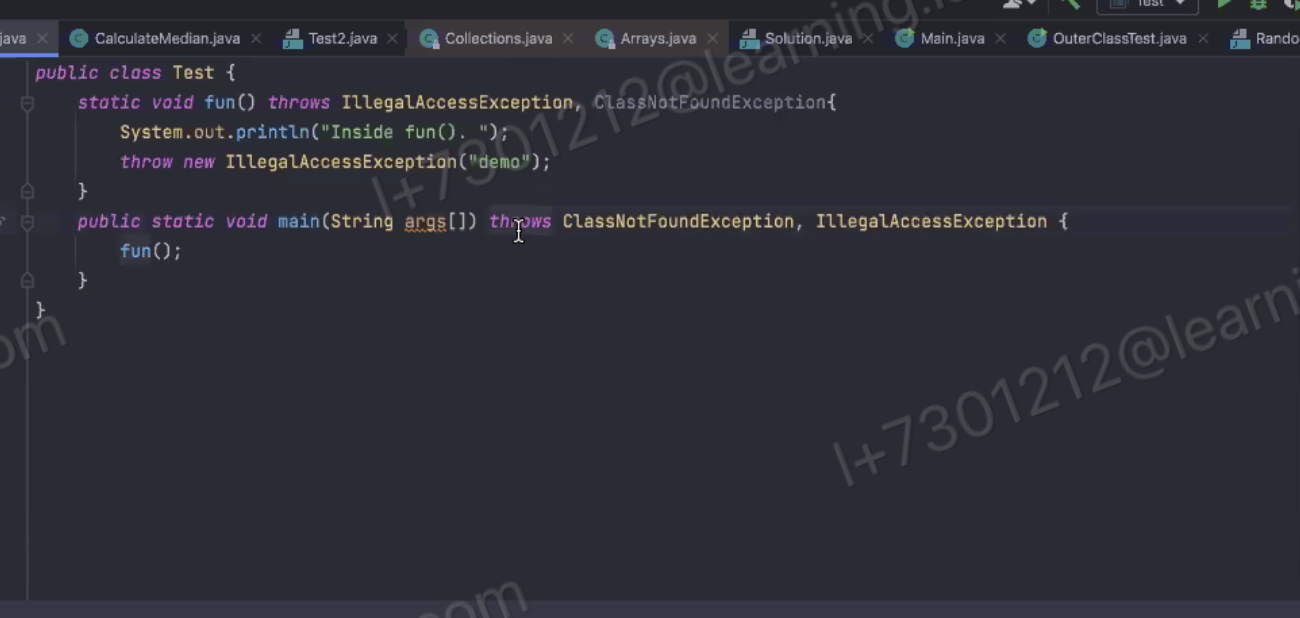 Test
java CalculateMedian.java Test2.java Collections.java Arrays.java Solution.java Main.java OuterClassTest.java Rando
public class Test {
static void fun() throws IllegalAccessException, ClassNotFoundException{
System.out.println("Inside fun(). ");
throw new IllegalAccessException("demo");
}
public static void main(String args[]) throws ClassNotFoundException, IllegalAccessException {
fun();
}
}
l+7301212@learning.
l+7301212@learni
om
.com